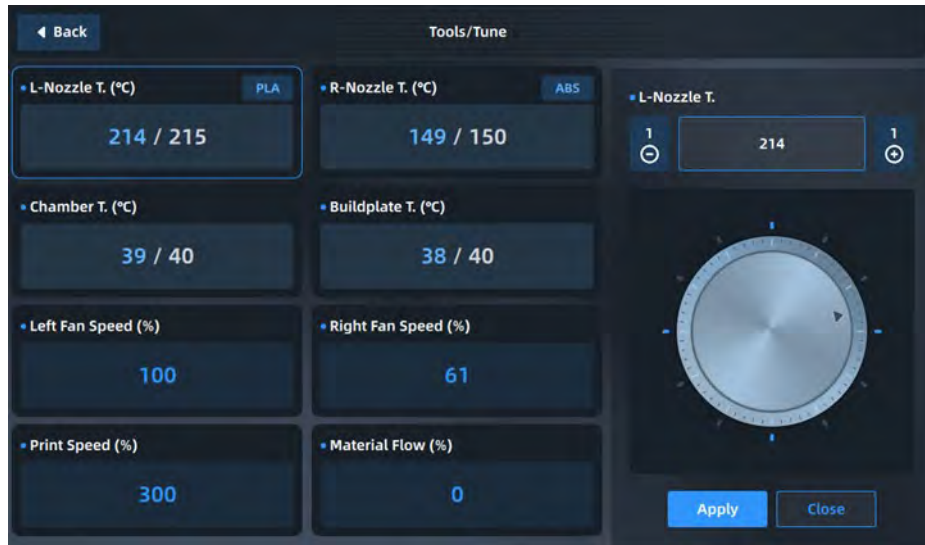 Back
Tools/Tune
L-Nozzle T. (°C) PLA
214 / 215
R-Nozzle T. (°C) ABS
149 / 150
Chamber T. (°C)
39 / 40
Buildplate T. (°C)
38 / 40
Left Fan Speed (%)
100
Right Fan Speed (%)
61
Print Speed (%)
300
Material Flow (%)
0
L-Nozzle T.
1
214
1
Apply
Close